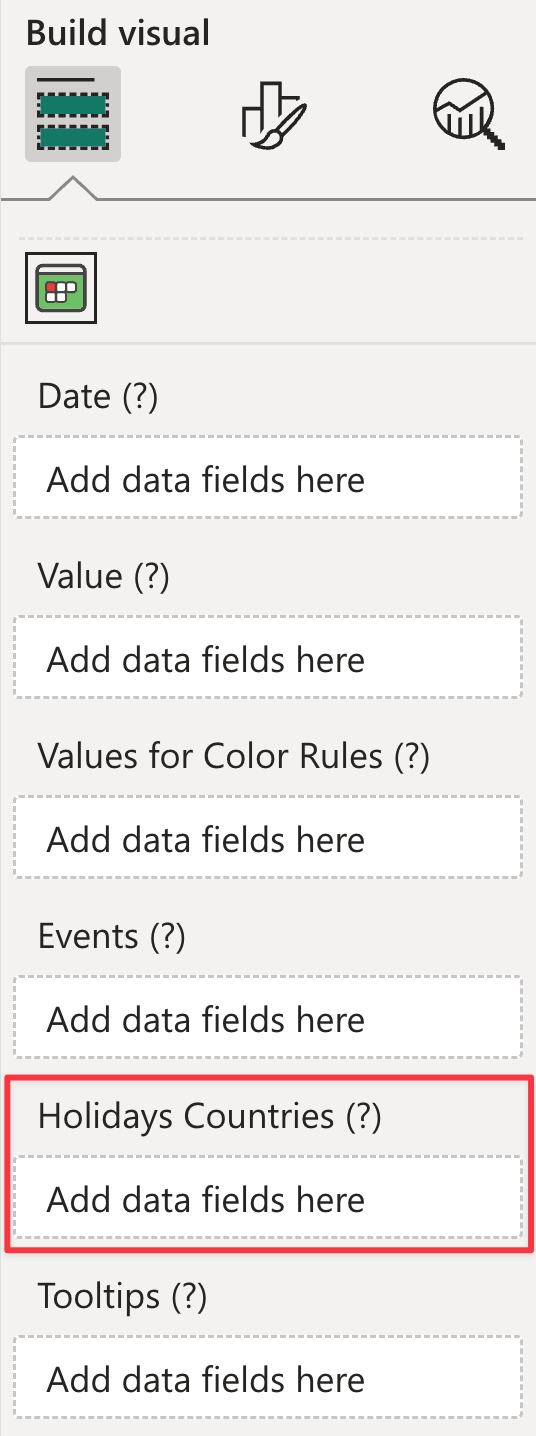 Build visual
Date (?)
Add data fields here
Value (?)
Add data fields here
Values for Color Rules (?)
Add data fields here
Events (?)
Add data fields here
Holidays Countries (?)
Add data fields here
Tooltips (?)
Add data fields here